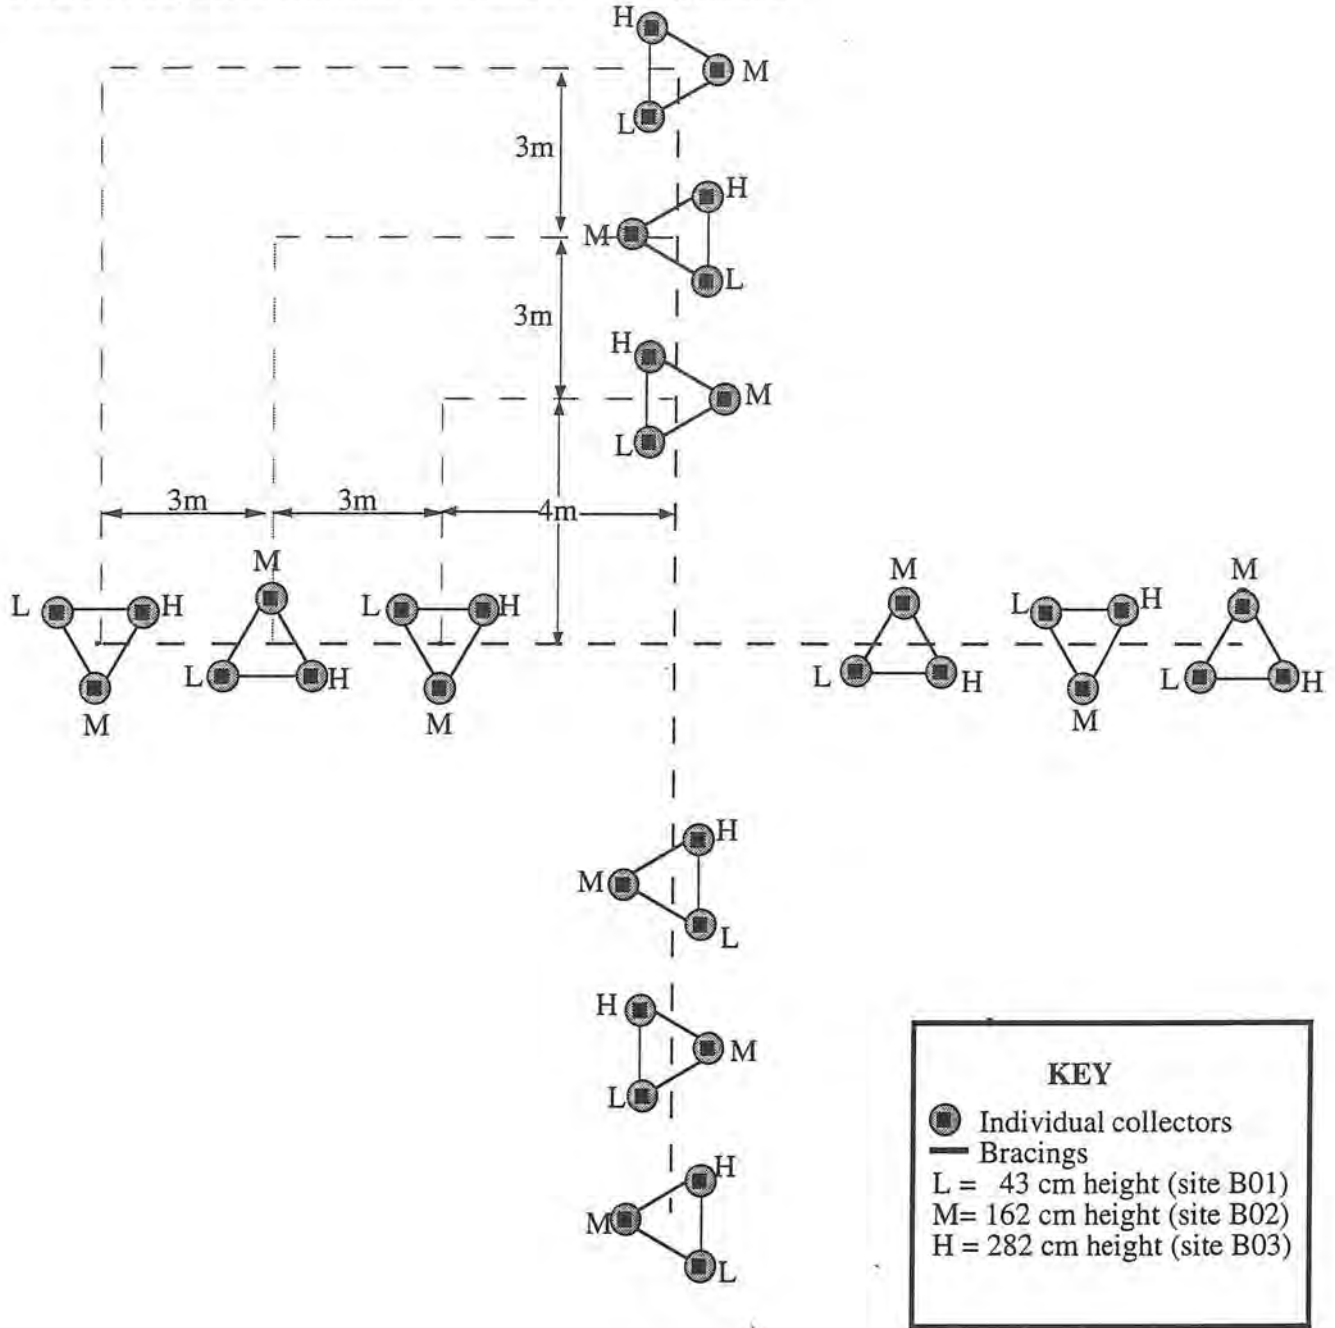 H
M
L
3m
H
M
L
3m
H
M
L
3m
3m
4m
M
L
H
L
H
L
H
M
M
M
M
L
H
M
L
H
L
H
M
H
M
L
H
M
L
H
M
L
KEY
Individual collectors
Bracings
L = 43 cm height (site B01)
M= 162 cm height (site B02)
H = 282 cm height (site B03)